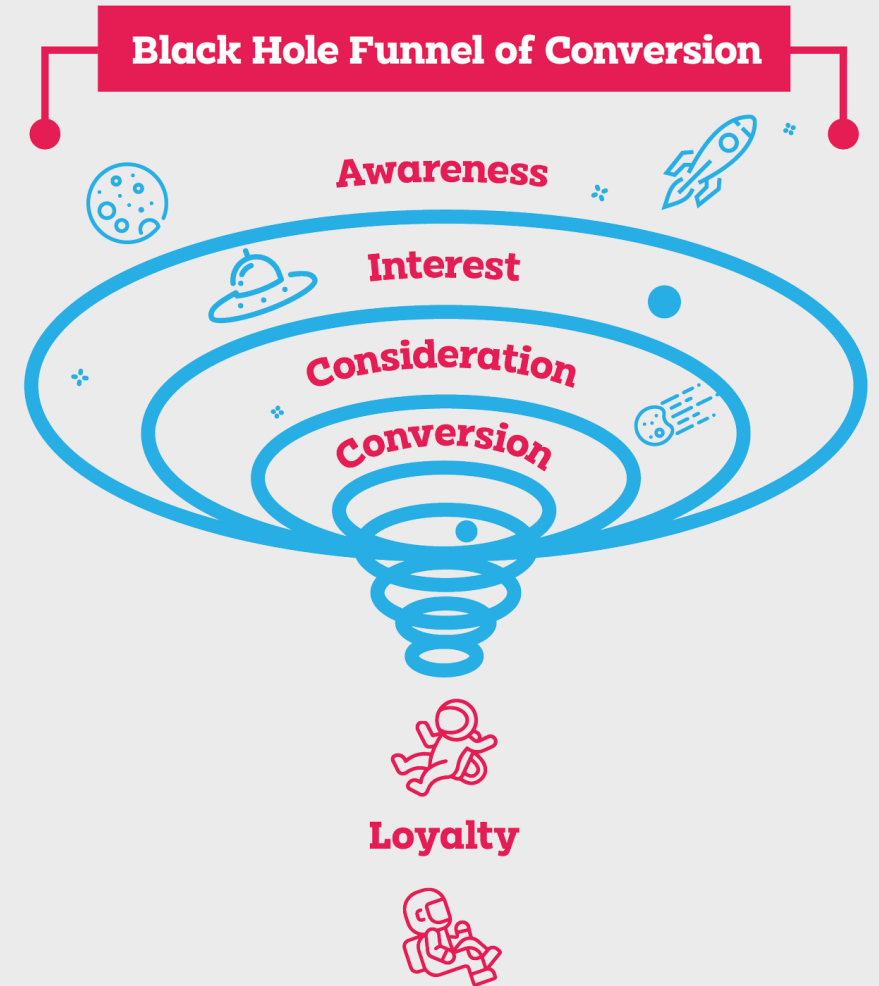 Black Hole Funnel of Conversion
Awareness
Interest
Consideration
Conversion
Loyalty